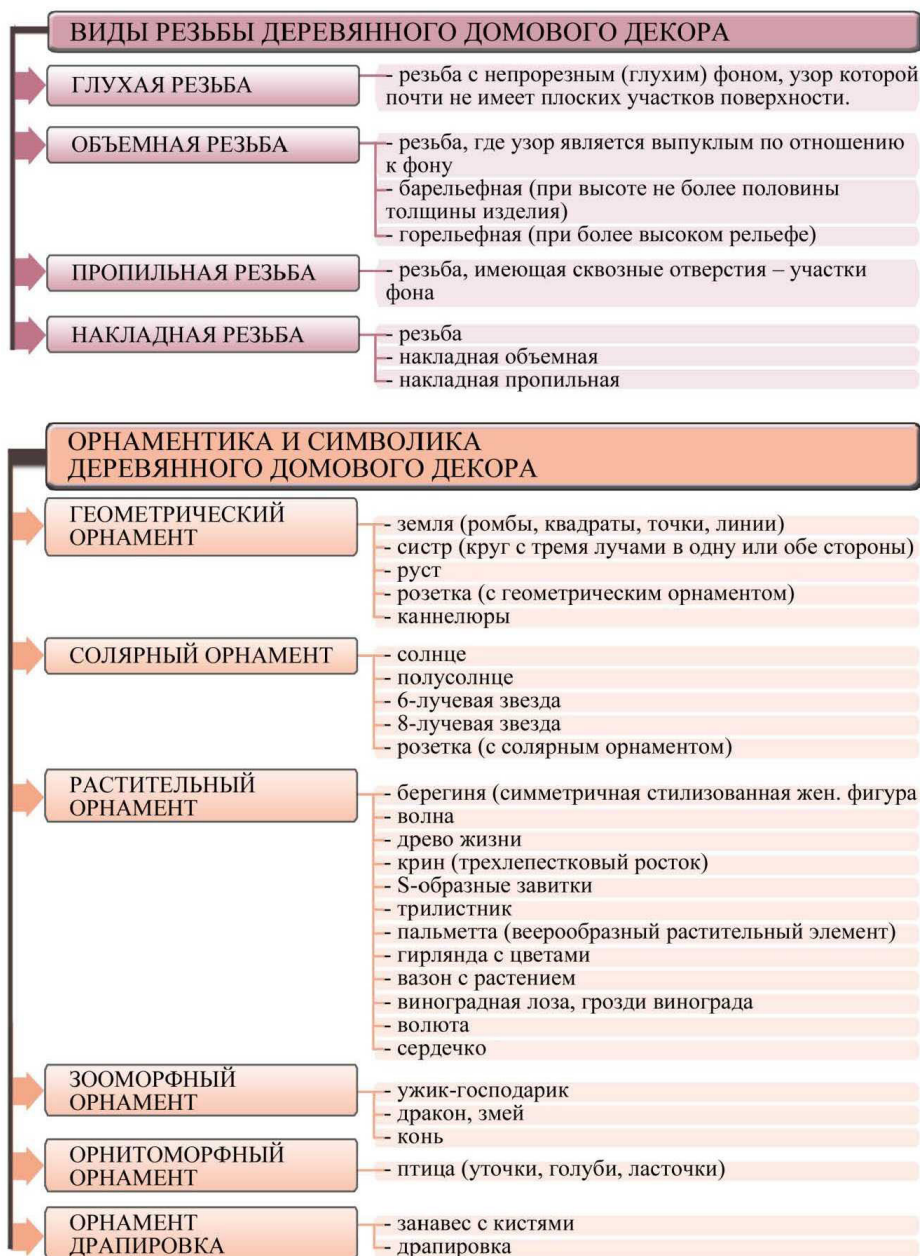 ВИДЫ РЕЗЬБЫ ДЕРЕВЯННОГО ДОМОВОГО ДЕКОРА
ГЛУХАЯ РЕЗЬБА
- резьба с непрорезным (глухим) фоном, узор которой
почти не имеет плоских участков поверхности.
ОБЪЕМНАЯ РЕЗЬБА
- резьба, где узор является выпуклым по отношению
к фону
- барельефная (при высоте не более половины
толщины изделия)
- горельефная (при более высоком рельефе)
ПРОПИЛЬНАЯ РЕЗЬБА
- резьба, имеющая сквозные отверстия – участки
фона
НАКЛАДНАЯ РЕЗЬБА
- резьба
- накладная объемная
- накладная пропильная
ОРНАМЕНТИКА И СИМВОЛИКА
ДЕРЕВЯННОГО ДОМОВОГО ДЕКОРА
ГЕОМЕТРИЧЕСКИЙ
ОРНАМЕНТ
- земля (ромбы, квадраты, точки, линии)
- систр (круг с тремя лучами в одну или обе стороны)
- руст
- розетка (с геометрическим орнаментом)
- каннелюры
СОЛЯРНЫЙ ОРНАМЕНТ
- солнце
- полусолнце
- 6-лучевая звезда
- 8-лучевая звезда
- розетка (с солярным орнаментом)
РАСТИТЕЛЬНЫЙ
ОРНАМЕНТ
- берегиня (симметричная стилизованная жен. фигура
- волна
- древо жизни
- крин (трехлепестковый росток)
- S-образные завитки
- трилистник
- пальметта (веерообразный растительный элемент)
- гирлянда с цветами
- вазон с растением
- виноградная лоза, грозди винограда
- волюта
- сердечко
ЗООМОРФНЫЙ
ОРНАМЕНТ
- ужик-господарик
- дракон, змей
- конь
ОРНИТОМОРФНЫЙ
ОРНАМЕНТ
- птица (уточки, голуби, ласточки)
ОРНАМЕНТ
ДРАПИРОВКА
- занавес с кистями
- драпировка